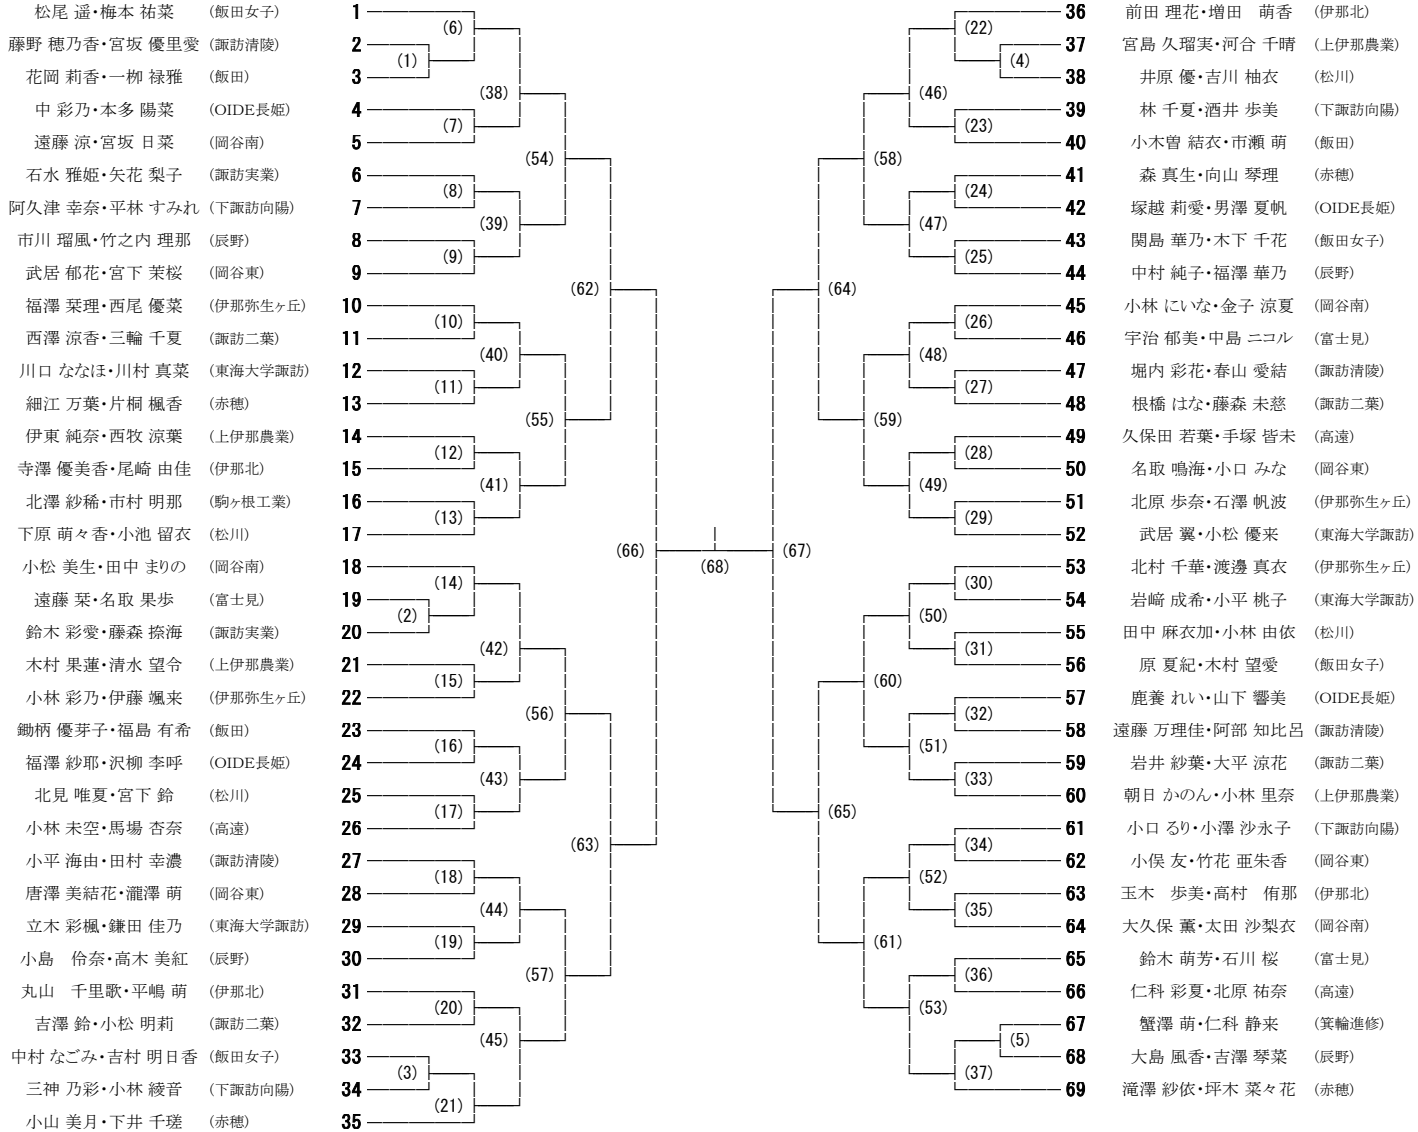 松尾 遥・梅本 祐菜 (飯田女子) 1
藤野 穂乃香・宮坂 優里愛 (諏訪清陵) 2
花岡 莉香・一栁 禄雅 (飯田) 3
中 彩乃・本多 陽菜 (OIDE長姫) 4
遠藤 涼・宮坂 日菜 (岡谷南) 5
石水 雅姫・矢花 梨子 (諏訪実業) 6
阿久津 幸奈・平林 すみれ (下諏訪向陽) 7
市川 瑠風・竹之内 理那 (辰野) 8
武居 郁花・宮下 茉桜 (岡谷東) 9
福澤 栞理・西尾 優菜 (伊那弥生ヶ丘) 10
西澤 涼香・三輪 千夏 (諏訪二葉) 11
川口 ななほ・川村 真菜 (東海大学諏訪) 12
細江 万葉・片桐 楓香 (赤穂) 13
伊東 純奈・西牧 涼葉 (上伊那農業) 14
寺澤 優美香・尾崎 由佳 (伊那北) 15
北澤 紗稀・市村 明那 (駒ヶ根工業) 16
下原 萌々香・小池 留衣 (松川) 17
小松 美生・田中 まりの (岡谷南) 18
遠藤 栞・名取 果歩 (富士見) 19
鈴木 彩愛・藤森 捺海 (諏訪実業) 20
木村 果蓮・清水 望令 (上伊那農業) 21
小林 彩乃・伊藤 颯来 (伊那弥生ヶ丘) 22
鋤柄 優芽子・福島 有希 (飯田) 23
福澤 紗耶・沢柳 李呼 (OIDE長姫) 24
北見 唯夏・宮下 鈴 (松川) 25
小林 未空・馬場 杏奈 (高遠) 26
小平 海由・田村 幸濃 (諏訪清陵) 27
唐澤 美結花・瀧澤 萌 (岡谷東) 28
立木 彩楓・鎌田 佳乃 (東海大学諏訪) 29
小島 伶奈・高木 美紅 (辰野) 30
丸山 千里歌・平嶋 萌 (伊那北) 31
吉澤 鈴・小松 明莉 (諏訪二葉) 32
中村 なごみ・吉村 明日香 (飯田女子) 33
三神 乃彩・小林 綾音 (下諏訪向陽) 34
小山 美月・下井 千瑳 (赤穂) 35
(1)
(2)
(3)
(6)
(7)
(8)
(9)
(10)
(11)
(12)
(13)
(14)
(15)
(16)
(17)
(18)
(19)
(20)
(21)
(38)
(39)
(40)
(41)
(42)
(43)
(44)
(45)
(54)
(55)
(56)
(57)
(62)
(63)
(66)
(68)
(67)
(64)
(65)
(58)
(59)
(60)
(61)
(46)
(47)
(48)
(49)
(50)
(51)
(52)
(53)
(22)
(23)
(24)
(25)
(26)
(27)
(28)
(29)
(30)
(31)
(32)
(33)
(34)
(35)
(36)
(37)
(4)
(5)
36 前田 理花・増田 萌香 (伊那北)
37 宮島 久瑠実・河合 千晴 (上伊那農業)
38 井原 優・吉川 柚衣 (松川)
39 林 千夏・酒井 歩美 (下諏訪向陽)
40 小木曽 結衣・市瀬 萌 (飯田)
41 森 真生・向山 琴理 (赤穂)
42 塚越 莉愛・男澤 夏帆 (OIDE長姫)
43 関島 華乃・木下 千花 (飯田女子)
44 中村 純子・福澤 華乃 (辰野)
45 小林 にいな・金子 涼夏 (岡谷南)
46 宇治 郁美・中島 ニコル (富士見)
47 堀内 彩花・春山 愛結 (諏訪清陵)
48 根橋 はな・藤森 未慈 (諏訪二葉)
49 久保田 若葉・手塚 皆未 (高遠)
50 名取 鳴海・小口 みな (岡谷東)
51 北原 歩奈・石澤 帆波 (伊那弥生ヶ丘)
52 武居 翼・小松 優来 (東海大学諏訪)
53 北村 千華・渡邊 真衣 (伊那弥生ヶ丘)
54 岩﨑 成希・小平 桃子 (東海大学諏訪)
55 田中 麻衣加・小林 由依 (松川)
56 原 夏紀・木村 望愛 (飯田女子)
57 鹿養 れい・山下 響美 (OIDE長姫)
58 遠藤 万理佳・阿部 知比呂 (諏訪清陵)
59 岩井 紗葉・大平 涼花 (諏訪二葉)
60 朝日 かのん・小林 里奈 (上伊那農業)
61 小口 るり・小澤 沙永子 (下諏訪向陽)
62 小俣 友・竹花 亜朱香 (岡谷東)
63 玉木 歩美・高村 侑那 (伊那北)
64 大久保 薫・太田 沙梨衣 (岡谷南)
65 鈴木 萌芳・石川 桜 (富士見)
66 仁科 彩夏・北原 祐奈 (高遠)
67 蟹澤 萌・仁科 静来 (箕輪進修)
68 大島 風香・吉澤 琴菜 (辰野)
69 滝澤 紗依・坪木 菜々花 (赤穂)